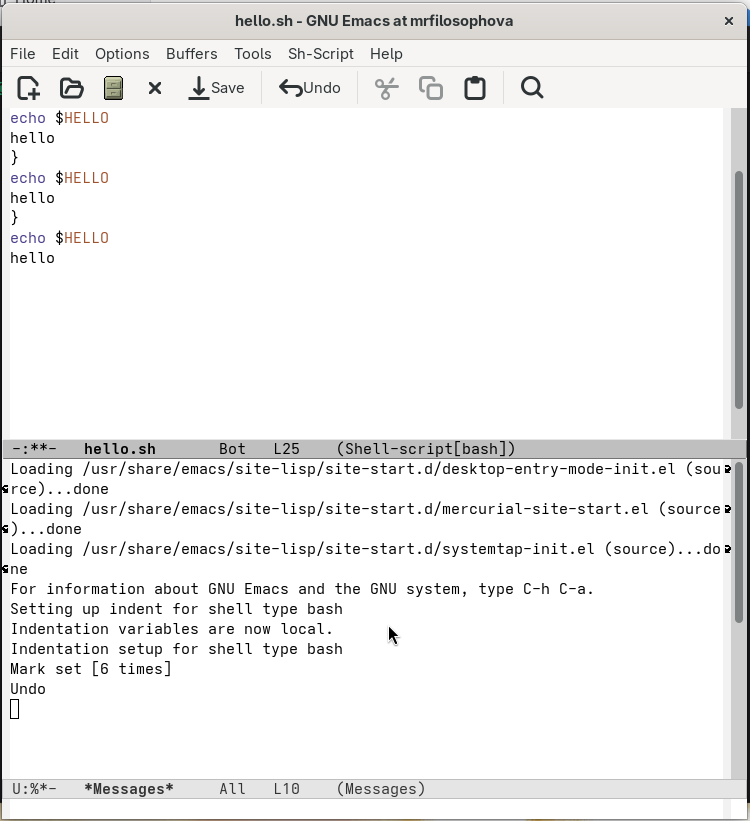 hello.sh - GNU Emacs at mrfilosophova
File Edit Options Buffers Tools Sh-Script Help
Save Undo
echo $HELLO
hello
}
echo $HELLO
hello
}
echo $HELLO
hello
-:**- hello.sh Bot L25 (Shell-script[bash])
Loading /usr/share/emacs/site-lisp/site-start.d/desktop-entry-mode-init.el (sou
rce)...done
Loading /usr/share/emacs/site-lisp/site-start.d/mercurial-site-start.el (source
)...done
Loading /usr/share/emacs/site-lisp/site-start.d/systemtap-init.el (source)...do
ne
For information about GNU Emacs and the GNU system, type C-h C-a.
Setting up indent for shell type bash
Indentation variables are now local.
Indentation setup for shell type bash
Mark set [6 times]
Undo
U:%*- *Messages* All L10 (Messages)